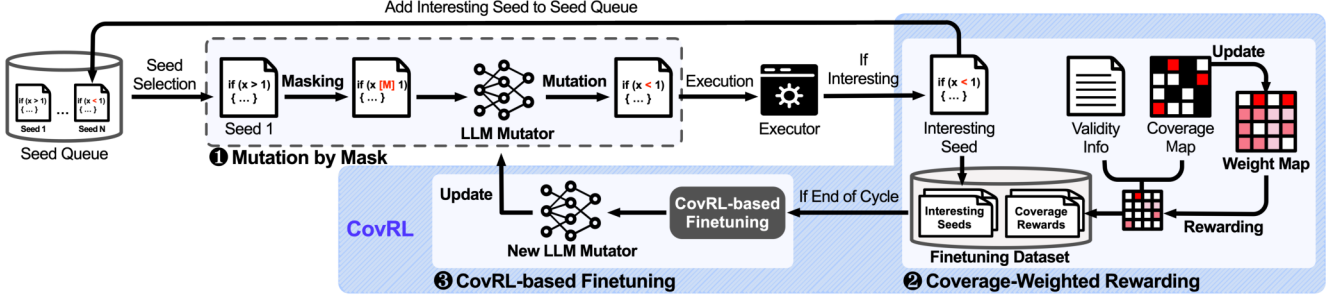 Add Interesting Seed to Seed Queue
if (x > 1)
{ ... }
Seed 1
...
if (x < 1)
{ ... }
Seed N
Seed Queue
Seed
Selection
if (x > 1)
{ ... }
Seed 1
Masking
if (x [M] 1)
{ ... }
LLM Mutator
Mutation
if (x < 1)
{ ... }
❶ Mutation by Mask
Execution
Executor
If
Interesting
if (x < 1)
{ ... }
Interesting
Seed
Validity
Info
Coverage
Map
Update
Weight Map
Rewarding
Interesting
Seeds
Coverage
Rewards
Finetuning Dataset
❷ Coverage-Weighted Rewarding
If End of Cycle
CovRL-based
Finetuning
New LLM Mutator
Update
CovRL
❸ CovRL-based Finetuning